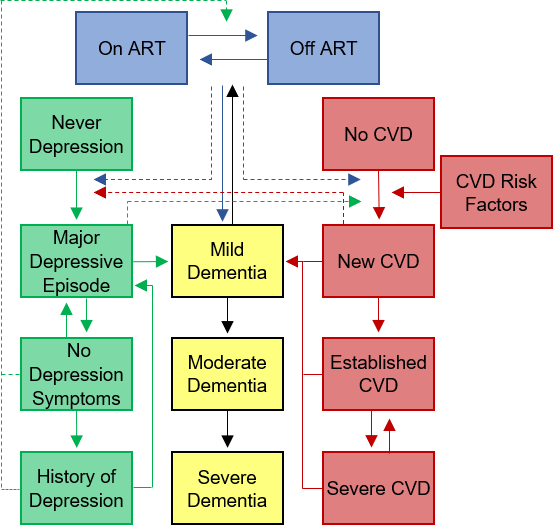 On ART
Off ART
Never
Depression
No CVD
CVD Risk
Factors
Major
Depressive
Episode
Mild
Dementia
New CVD
No
Depression
Symptoms
Moderate
Dementia
Established
CVD
History of
Depression
Severe
Dementia
Severe CVD